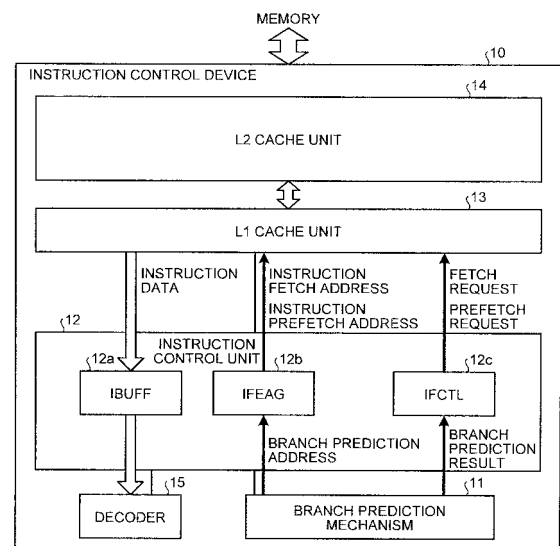 MEMORY
10
INSTRUCTION CONTROL DEVICE
14
L2 CACHE UNIT
13
L1 CACHE UNIT
INSTRUCTION
DATA
INSTRUCTION
FETCH ADDRESS
INSTRUCTION
PREFETCH ADDRESS
FETCH
REQUEST
PREFETCH
REQUEST
12
INSTRUCTION
CONTROL UNIT
12a
IBUFF
12b
IFEAG
12c
IFCTL
BRANCH PREDICTION
ADDRESS
BRANCH
PREDICTION
RESULT
15
DECODER
11
BRANCH PREDICTION
MECHANISM